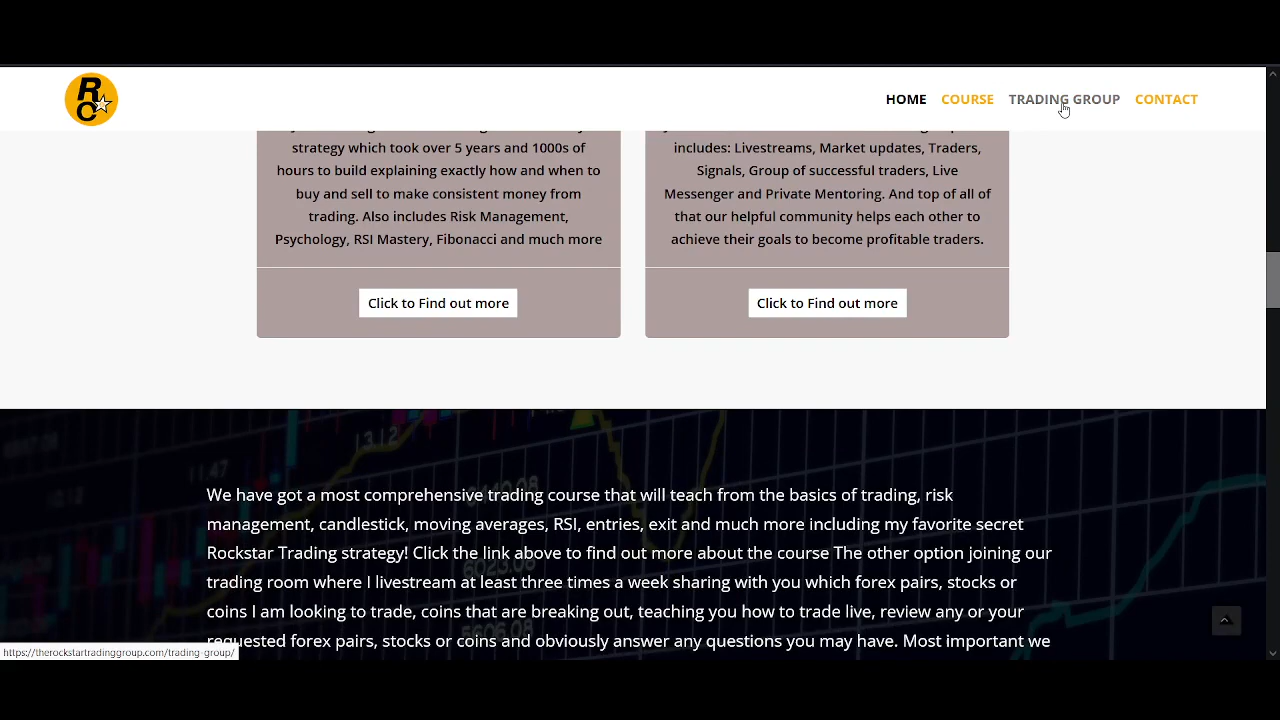 R
C
HOME COURSE TRADING GROUP CONTACT
strategy which took over 5 years and 1000s of
hours to build explaining exactly how and when to
buy and sell to make consistent money from
trading. Also includes Risk Management,
Psychology, RSI Mastery, Fibonacci and much more
Click to Find out more
includes: Livestreams, Market updates, Traders,
Signals, Group of successful traders, Live
Messenger and Private Mentoring. And top of all of
that our helpful community helps each other to
achieve their goals to become profitable traders.
Click to Find out more
1312
11.47
10.12
6440.08
6023.08
We have got a most comprehensive trading course that will teach from the basics of trading, risk
management, candlestick, moving averages, RSI, entries, exit and much more including my favorite secret
Rockstar Trading strategy! Click the link above to find out more about the course The other option joining our
trading room where I livestream at least three times a week sharing with you which forex pairs, stocks or
coins I am looking to trade, coins that are breaking out, teaching you how to trade live, review any or your
requested forex pairs, stocks or coins and obviously answer any questions you may have. Most important we
https://therockstartradinggroup.com/trading-group/